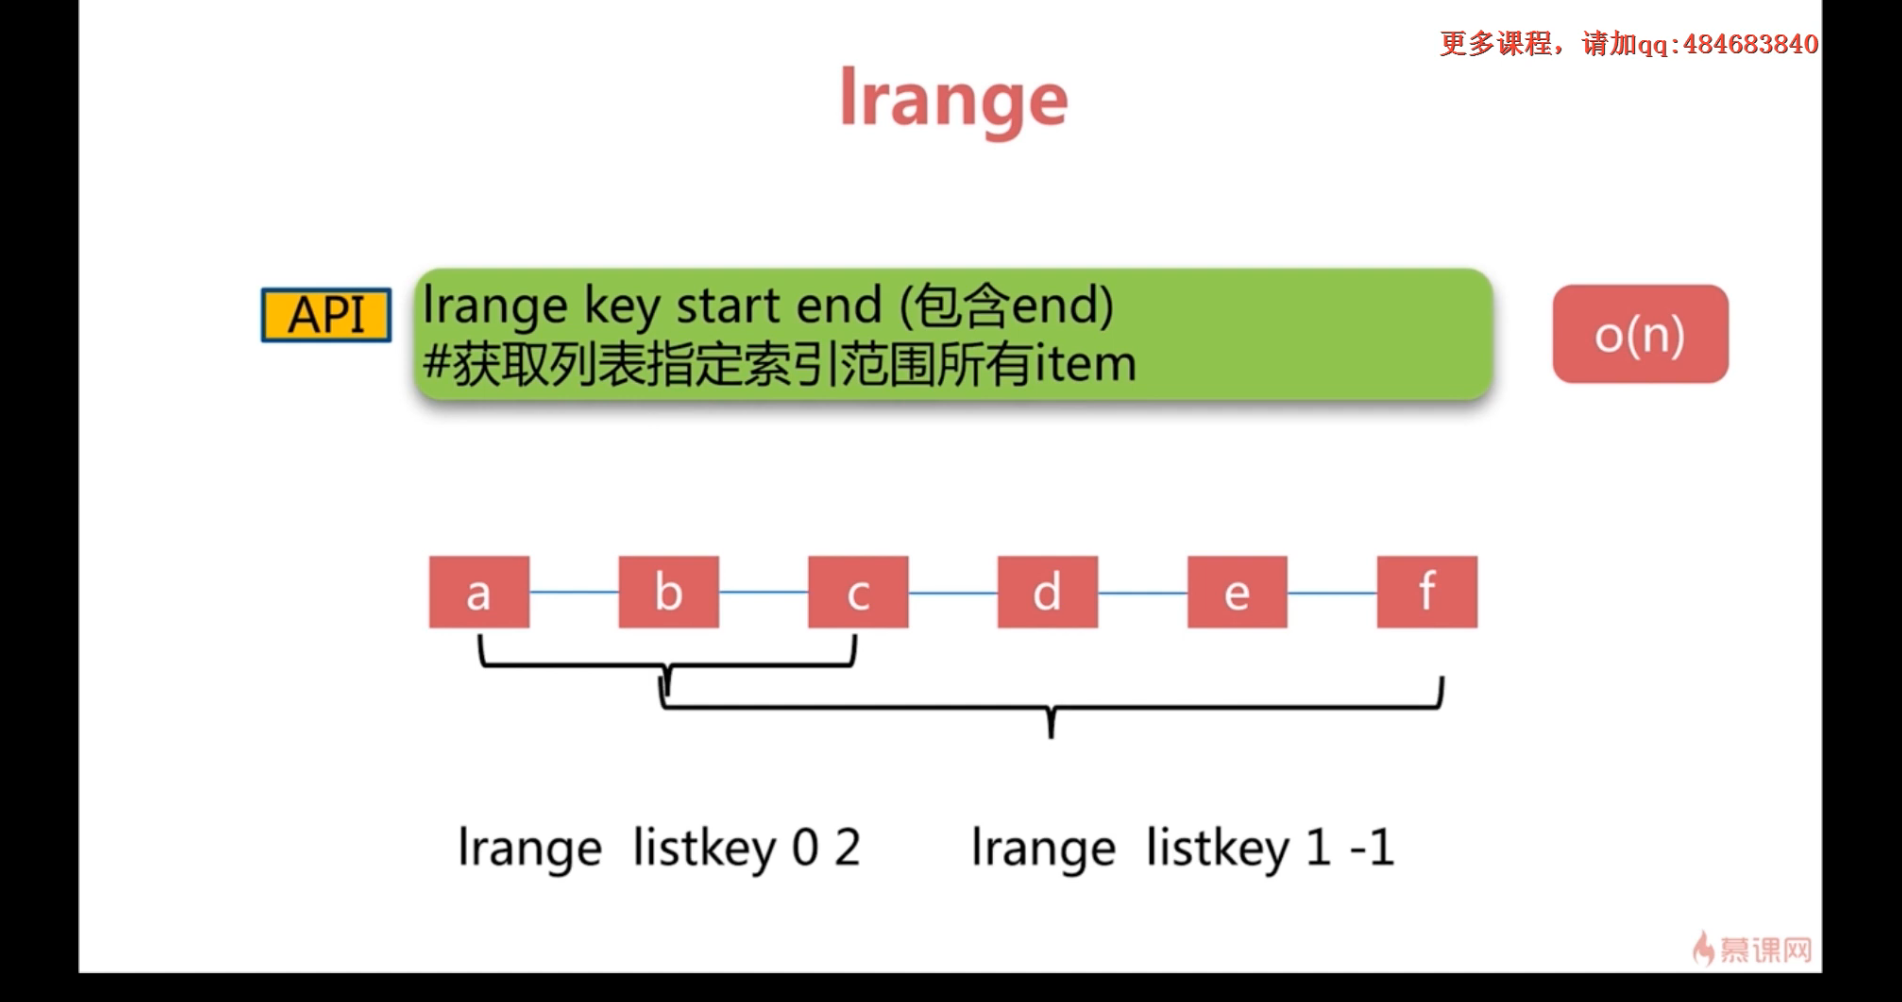 更多课程，请加qq:484683840
lrange
API
lrange key start end (包含end)
#获取列表指定索引范围所有item
o(n)
a b c d e f
lrange listkey 0 2
lrange listkey 1 -1
慕课网